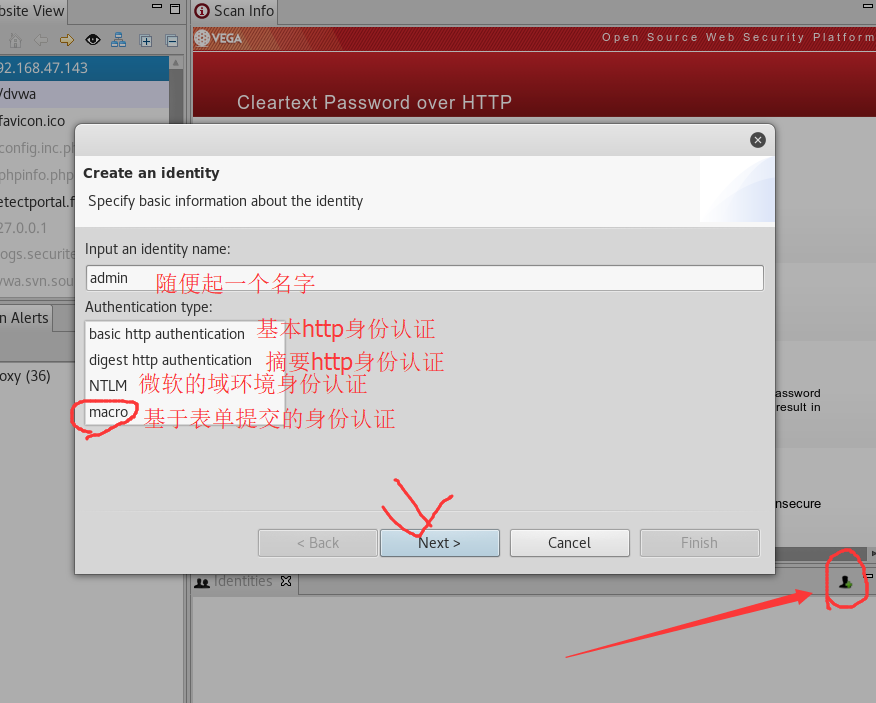 bsite View
Scan Info
VEGA
Open Source Web Security Platform
92.168.47.143
/dvwa
favicon.ico
config.inc.ph
phpinfo.php
etectportal.f
27.0.0.1
ogs.securite
vwa.svn.sou
n Alerts
oxy (36)
Cleartext Password over HTTP
Create an identity
Specify basic information about the identity
Input an identity name:
admin 随便起一个名字
Authentication type:
basic http authentication 基本http身份认证
digest http authentication 摘要http身份认证
NTLM 微软的域环境身份认证
macro 基于表单提交的身份认证
assword
result in
nsecure
< Back
Next >
Cancel
Finish
Identities